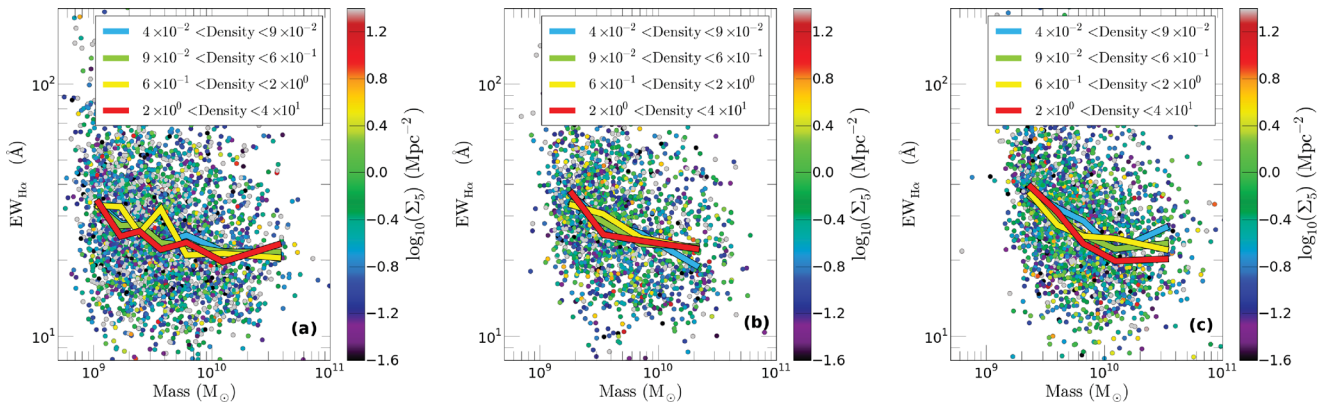 4 ×10⁻² <Density<9 ×10⁻²
9 ×10⁻² <Density<6 ×10⁻¹
6 ×10⁻¹ <Density<2 ×10⁰
2 ×10⁰ <Density<4 ×10¹
10²
10¹
EW_Hα (Å)
(a)
10⁹
10¹⁰
10¹¹
Mass (M_⊙)
1.2
0.8
0.4
0.0
−0.4
−0.8
−1.2
−1.6
log₁₀(Σ₅) (Mpc⁻²)
4 ×10⁻² <Density<9 ×10⁻²
9 ×10⁻² <Density<6 ×10⁻¹
6 ×10⁻¹ <Density<2 ×10⁰
2 ×10⁰ <Density<4 ×10¹
10²
10¹
EW_Hα (Å)
(b)
10⁹
10¹⁰
10¹¹
Mass (M_⊙)
1.2
0.8
0.4
0.0
−0.4
−0.8
−1.2
−1.6
log₁₀(Σ₅) (Mpc⁻²)
4 ×10⁻² <Density<9 ×10⁻²
9 ×10⁻² <Density<6 ×10⁻¹
6 ×10⁻¹ <Density<2 ×10⁰
2 ×10⁰ <Density<4 ×10¹
10²
10¹
EW_Hα (Å)
(c)
10⁹
10¹⁰
10¹¹
Mass (M_⊙)
1.2
0.8
0.4
0.0
−0.4
−0.8
−1.2
−1.6
log₁₀(Σ₅) (Mpc⁻²)